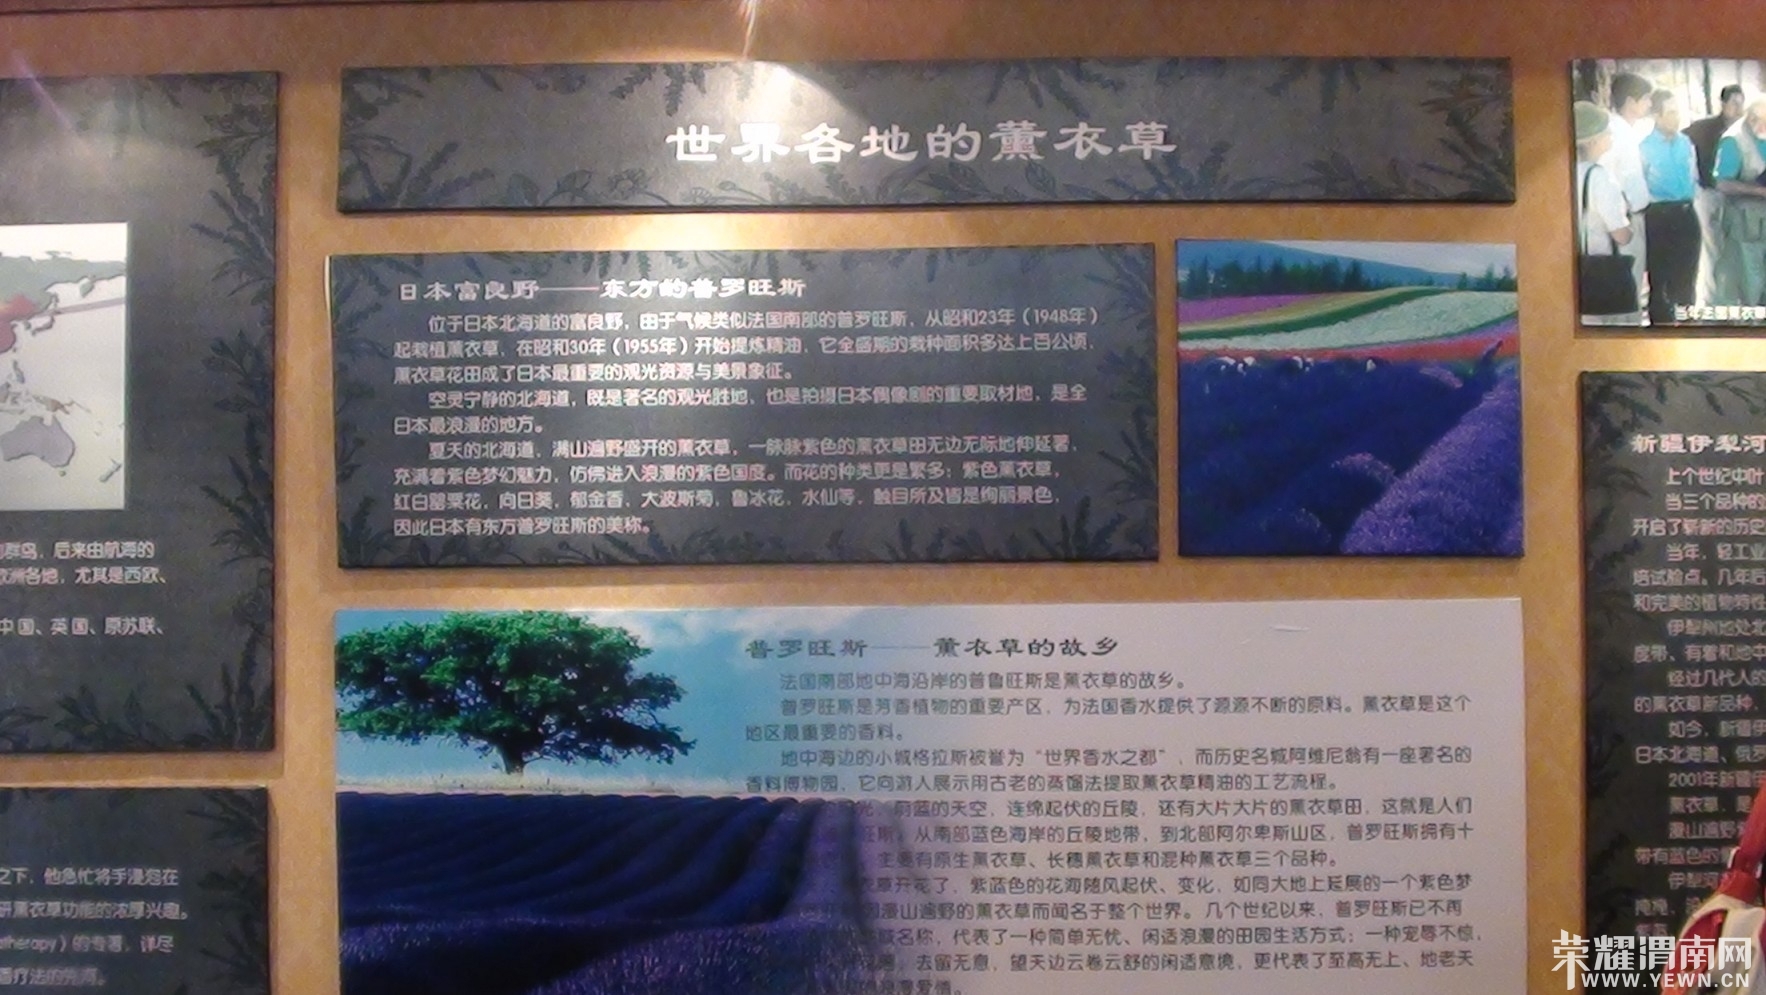 世界各地的薰衣草
日本富良野——东方的普罗旺斯
位于日本北海道的富良野，由于气候类似法国南部的普罗旺斯，从昭和23年（1948年）
起栽植薰衣草，在昭和30年（1955年）开始提炼精油，它全盛期的栽种面积多达上百公顷，
薰衣草花田成了日本最重要的观光资源与美景象征。
空灵宁静的北海道，既是著名的观光胜地，也是拍摄日本偶像剧的重要取材地，是全
日本最浪漫的地方。
夏天的北海道，满山遍野盛开的薰衣草，一脉脉紫色的薰衣草田无边无际地伸延著，
充满着紫色梦幻魅力，仿佛进入浪漫的紫色国度。而花的种类更是繁多：紫色薰衣草，
红白罂粟花，向日葵，郁金香，大波斯菊，鲁冰花，水仙等，触目所及皆是绚丽景色，
因此日本有东方普罗旺斯的美称。
普罗旺斯——薰衣草的故乡
法国南部地中海沿岸的普鲁旺斯是薰衣草的故乡。
普罗旺斯是芳香植物的重要产区，为法国香水提供了源源不断的原料。薰衣草是这个
地区最重要的香料。
地中海边的小城格拉斯被誉为“世界香水之都”，而历史名城阿维尼翁有一座著名的
香料博物园，它向游人展示用古老的蒸馏法提取薰衣草精油的工艺流程。
光，蔚蓝的天空，连绵起伏的丘陵，还有大片大片的薰衣草田，这就是人们
旺斯。从南部蓝色海岸的丘陵地带，到北部阿尔卑斯山区，普罗旺斯拥有十
主要有原生薰衣草、长穗薰衣草和混种薰衣草三个品种。
衣草开花了，紫蓝色的花海随风起伏、变化，如同大地上延展的一个紫色梦
漫山遍野的薰衣草而闻名于整个世界。几个世纪以来，普罗旺斯已不再
名称，代表了一种简单无忧、闲适浪漫的田园生活方式；一种宠辱不惊，
去留无意，望天边云卷云舒的闲适意境，更代表了至高无上、地老天
爱情。
群岛，后来由航海的
欧洲各地，尤其是西欧、
中国、英国、原苏联、
之下，他急忙将手浸泡在
研薰衣草功能的浓厚兴趣。
therapy）的专著，详尽
香疗法的先河。
当年主国薰衣草
新疆伊犁河
上个世纪中叶
当三个品种的
开启了崭新的历史
当年，轻工业
培试验点。几年后
和完美的植物特性
伊犁州地处北
度带、有着和地中
经过几代人的
的薰衣草新品种，
如今，新疆伊
日本北海道、俄罗
2001年新疆伊
薰衣草，是
漫山遍野
带有蓝色的
伊犁河
荣耀渭南网
WWW.YEWN.CN